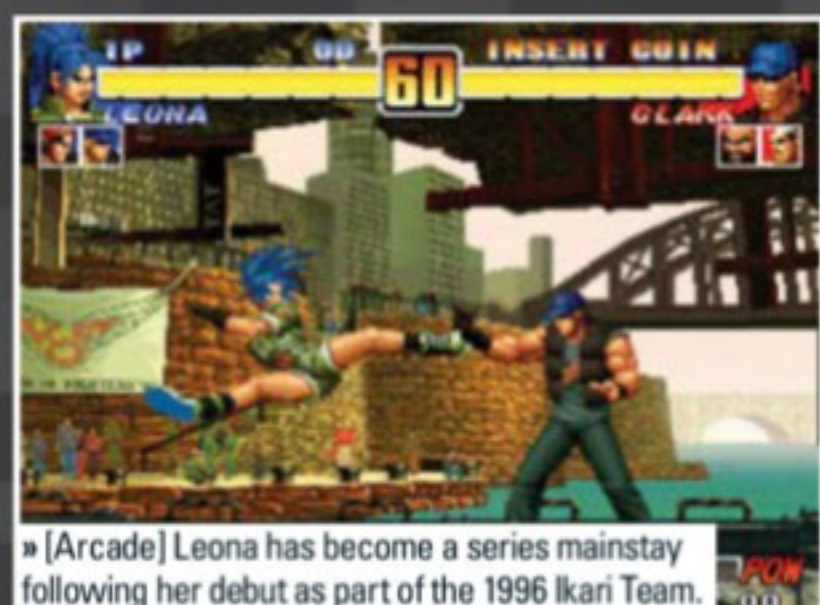 1P 00 INSERT COIN
60
LEONA CLARK
» [Arcade] Leona has become a series mainstay
following her debut as part of the 1996 Ikari Team.
POW